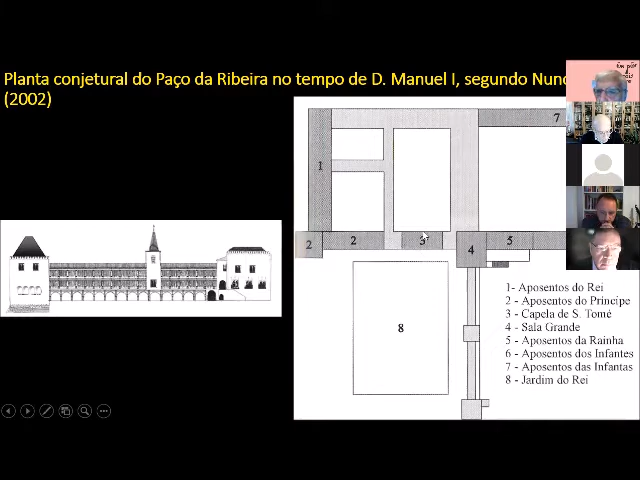 Planta conjetural do Paço da Ribeira no tempo de D. Manuel I, segundo Nuno
(2002)
7
1
2
2
3
4
5
8
1- Aposentos do Rei
2 - Aposentos do Príncipe
3 - Capela de S. Tomé
4 - Sala Grande
5 - Aposentos da Rainha
6 - Aposentos dos Infantes
7 - Aposentos das Infantas
8 - Jardim do Rei